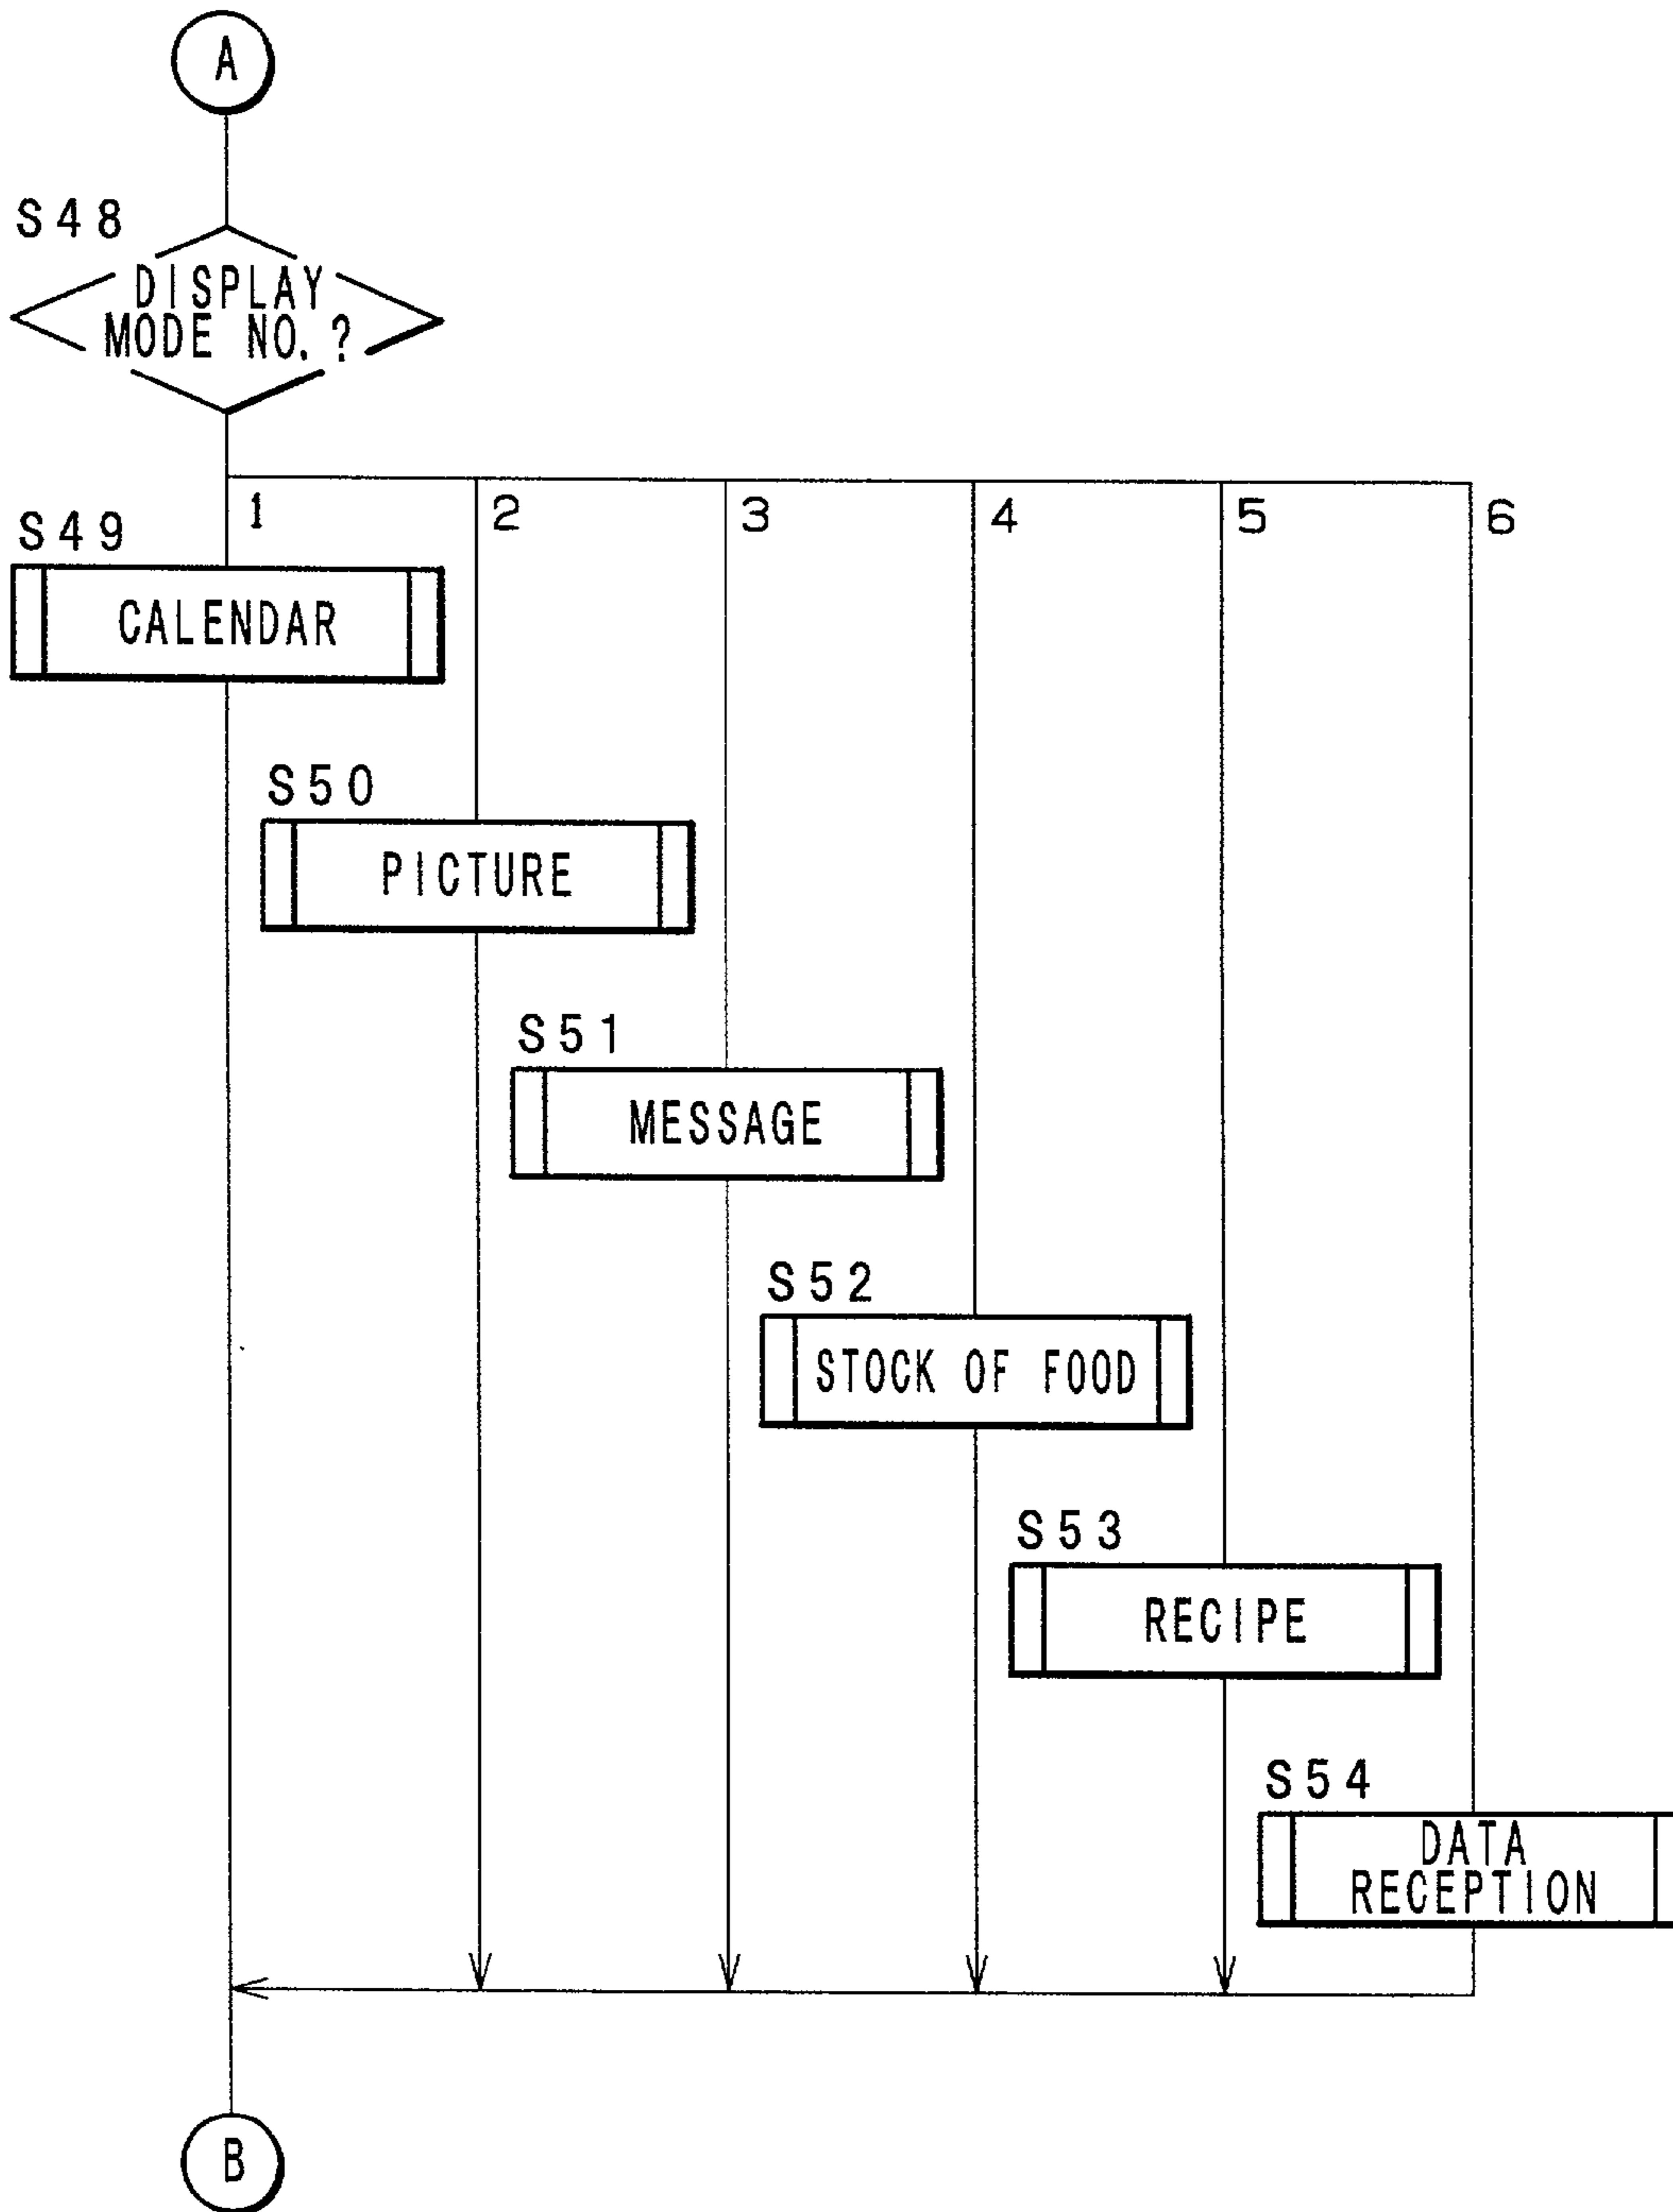 A
S48
DISPLAY
MODE NO.?
1 2 3 4 5 6
S49
CALENDAR
S50
PICTURE
S51
MESSAGE
S52
STOCK OF FOOD
S53
RECIPE
S54
DATA
RECEPTION
B